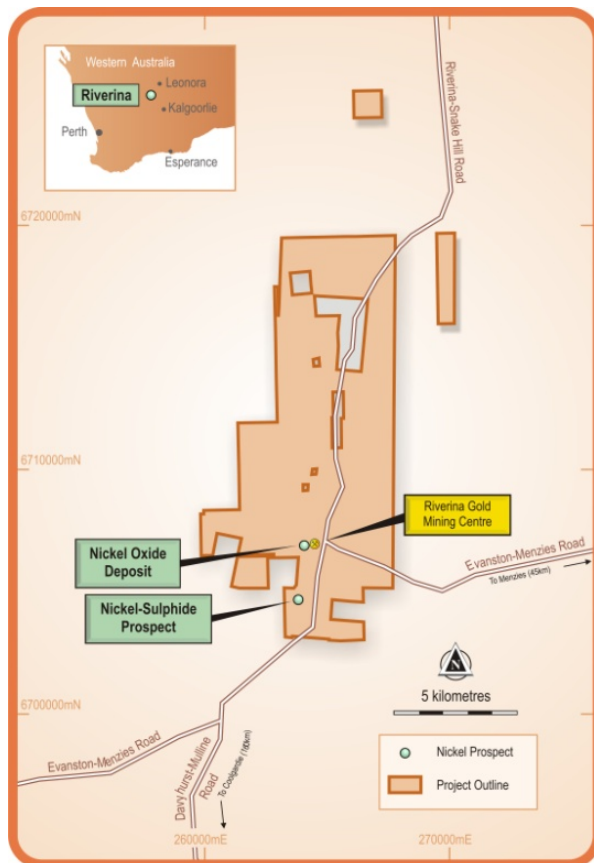 Western Australia
Leonora
Riverina
Kalgoorlie
Perth
Esperance
Riverina-Snake Hill Road
6720000mN
6710000mN
Riverina Gold
Mining Centre
Nickel Oxide
Deposit
Evanston-Menzies Road
To Menzies (45km)
Nickel-Sulphide
Prospect
N
6700000mN
5 kilometres
Evanston-Menzies Road
Davyhurst-Mulline
Road
To Coolgardie (160km)
Nickel Prospect
Project Outline
260000mE
270000mE